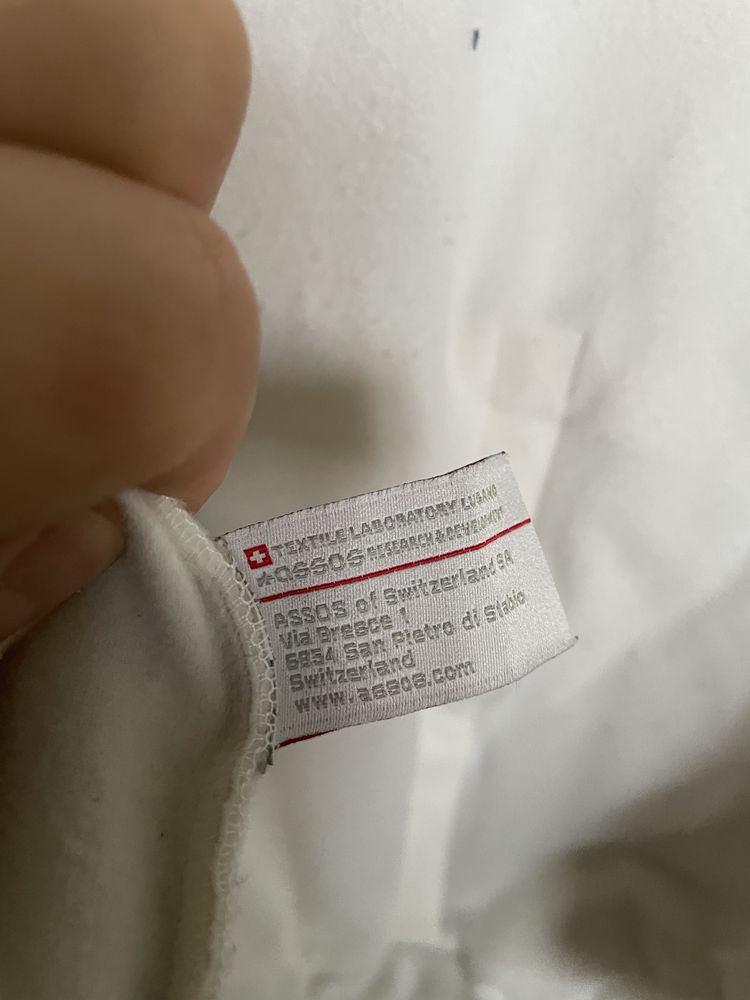 TEXTILE LABORATORY LUGANO
assos RESEARCH & DEVELOPMENT
ASSOS of Switzerland SA
Via Bresce 1
6854 San Pietro di Stabio
Switzerland
www.assos.com